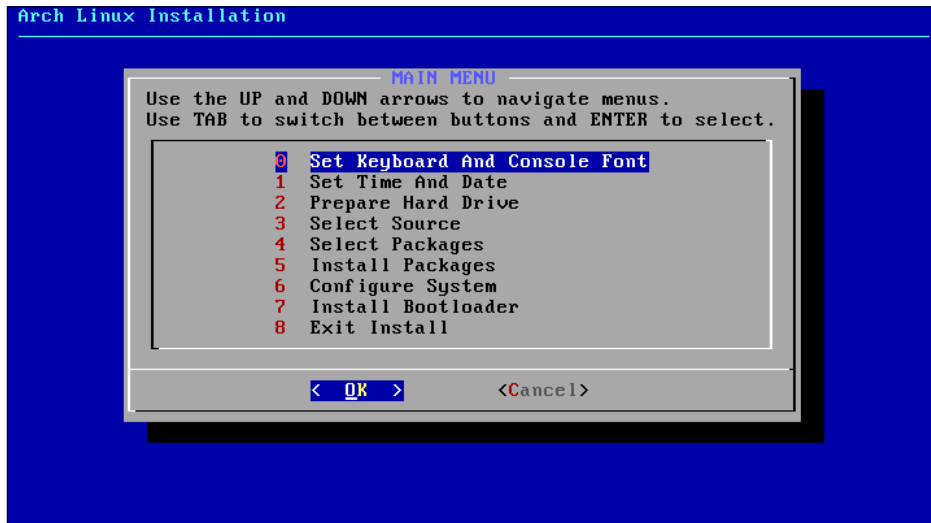 Arch Linux Installation
MAIN MENU
Use the UP and DOWN arrows to navigate menus.
Use TAB to switch between buttons and ENTER to select.
0 Set Keyboard And Console Font
1 Set Time And Date
2 Prepare Hard Drive
3 Select Source
4 Select Packages
5 Install Packages
6 Configure System
7 Install Bootloader
8 Exit Install
< OK > <Cancel>